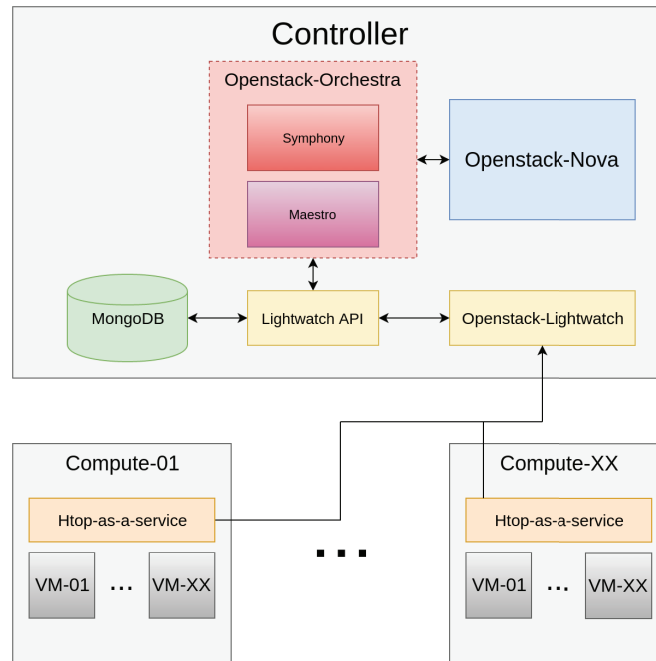 Controller
Openstack-Orchestra
Symphony
Openstack-Nova
Maestro
MongoDB
Lightwatch API
Openstack-Lightwatch
Compute-01
Compute-XX
Htop-as-a-service
Htop-as-a-service
...
VM-01
...
VM-XX
VM-01
...
VM-XX